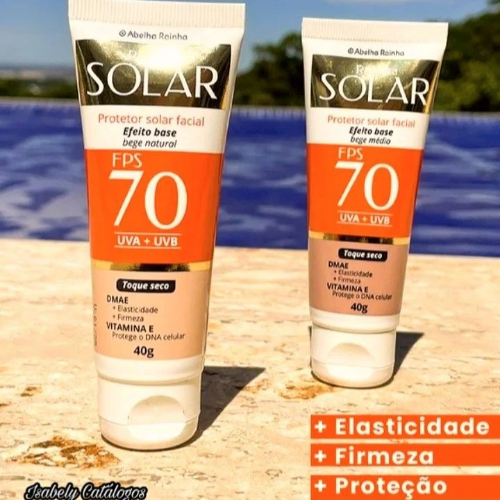 Abelha Rainha
SOLAR
Protetor solar facial
Efeito base
bege natural
FPS
70
UVA + UVB
Toque seco
DMAE
+ Elasticidade
+ Firmeza
VITAMINA E
Protege o DNA celular
40g
Abelha Rainha
SOLAR
Protetor solar facial
Efeito base
bege médio
FPS
70
UVA + UVB
Toque seco
DMAE
+ Elasticidade
+ Firmeza
VITAMINA E
Protege o DNA celular
40g
+ Elasticidade
+ Firmeza
+ Proteção
Isabely Catálogos